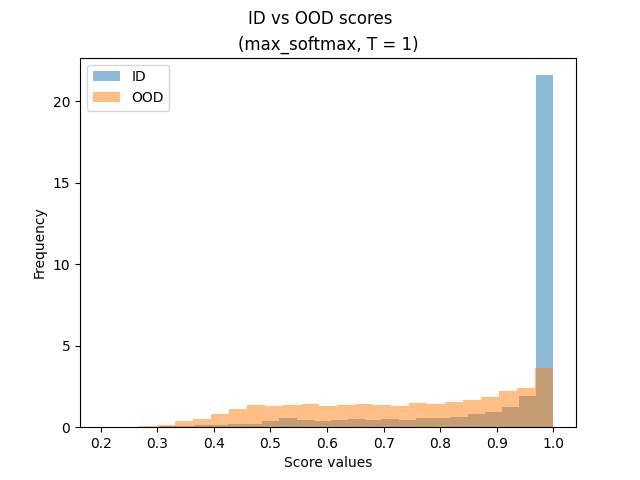 ID vs OOD scores
(max_softmax, T = 1)
ID
OOD
Frequency
20
15
10
5
0
0.2 0.3 0.4 0.5 0.6 0.7 0.8 0.9 1.0
Score values